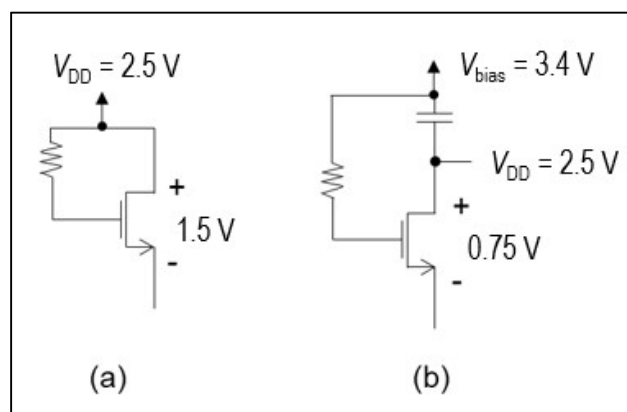 V_DD = 2.5 V
+
1.5 V
-
(a)
V_bias = 3.4 V
V_DD = 2.5 V
+
0.75 V
-
(b)